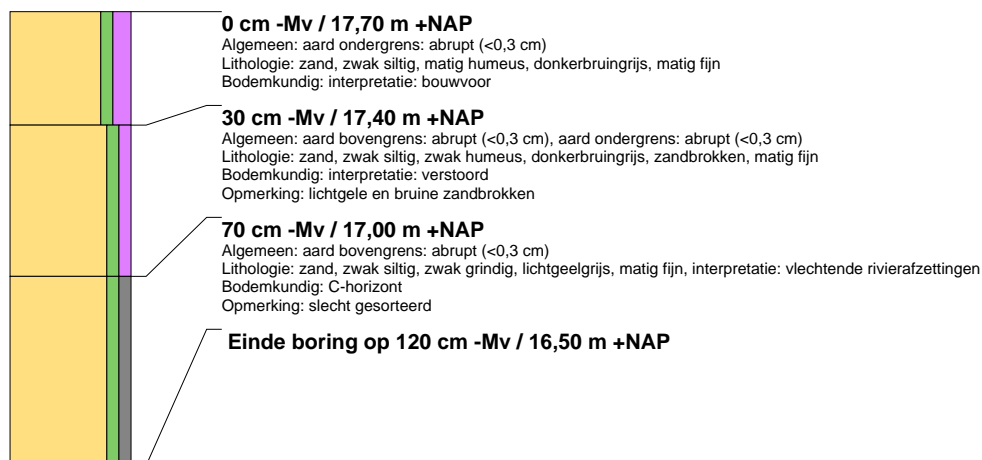 0 cm -Mv / 17,70 m +NAP
Algemeen: aard ondergrens: abrupt (<0,3 cm)
Lithologie: zand, zwak siltig, matig humeus, donkerbruingrijs, matig fijn
Bodemkundig: interpretatie: bouwvoor
30 cm -Mv / 17,40 m +NAP
Algemeen: aard bovengrens: abrupt (<0,3 cm), aard ondergrens: abrupt (<0,3 cm)
Lithologie: zand, zwak siltig, zwak humeus, donkerbruingrijs, zandbrokken, matig fijn
Bodemkundig: interpretatie: verstoord
Opmerking: lichtgele en bruine zandbrokken
70 cm -Mv / 17,00 m +NAP
Algemeen: aard bovengrens: abrupt (<0,3 cm)
Lithologie: zand, zwak siltig, zwak grindig, lichtgeelgrijs, matig fijn, interpretatie: vlechtende rivierafzettingen
Bodemkundig: C-horizont
Opmerking: slecht gesorteerd
Einde boring op 120 cm -Mv / 16,50 m +NAP